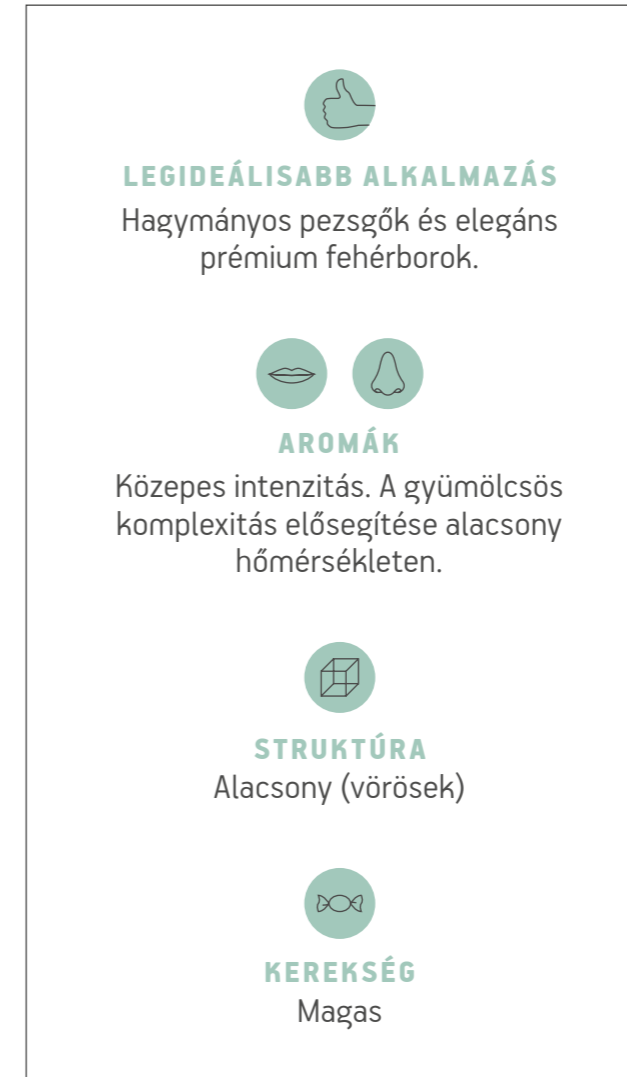 LEGIDEÁLISABB ALKALMAZÁS
Hagymányos pezsgők és elegáns
prémium fehérborok.
AROMÁK
Közepes intenzitás. A gyümölcsös
komplexitás elősegítése alacsony
hőmérsékleten.
STRUKTÚRA
Alacsony (vörösek)
KEREKSÉG
Magas